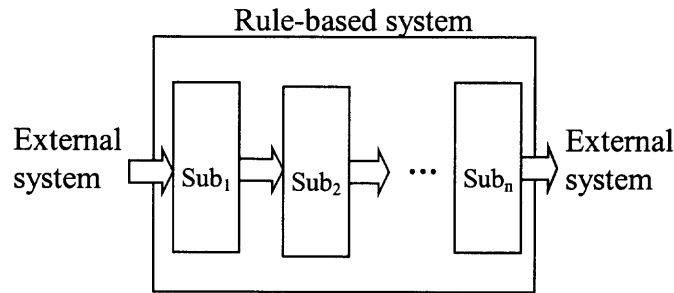 Rule-based system
External
system
Sub₁
Sub₂
...
Subₙ
External
system